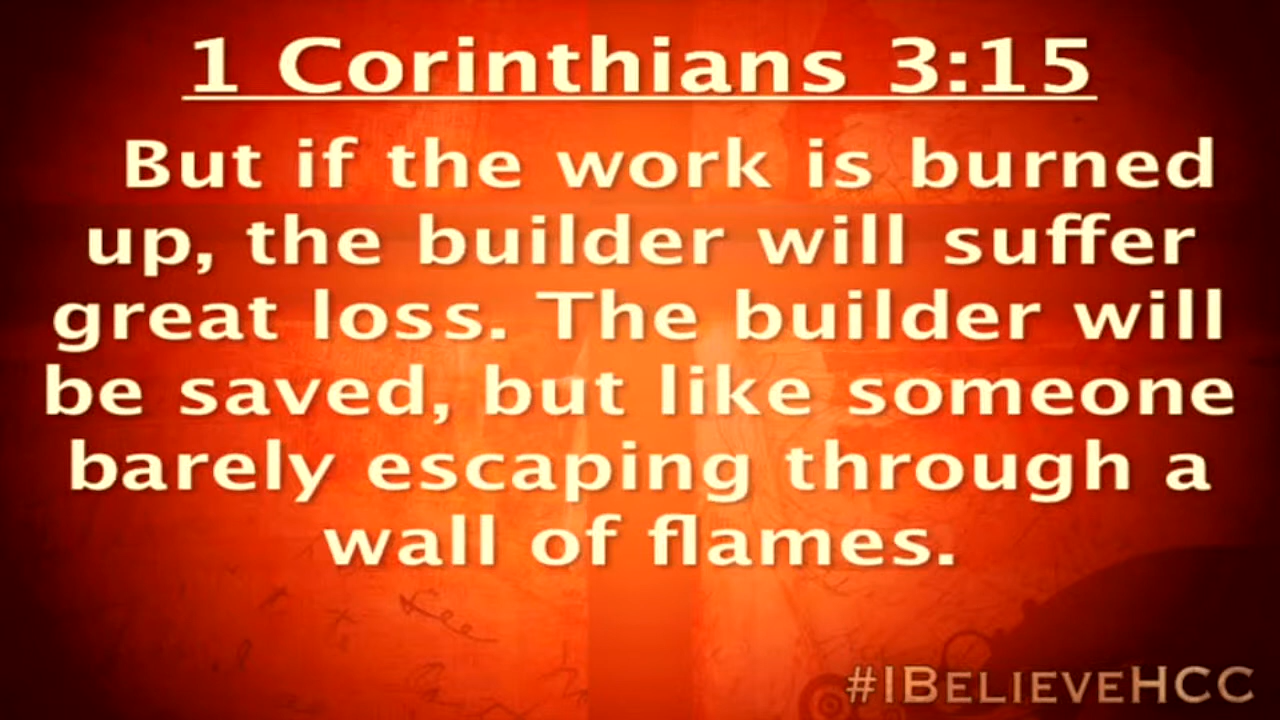 1 Corinthians 3:15
But if the work is burned
up, the builder will suffer
great loss. The builder will
be saved, but like someone
barely escaping through a
wall of flames.
#IBelieveHCC